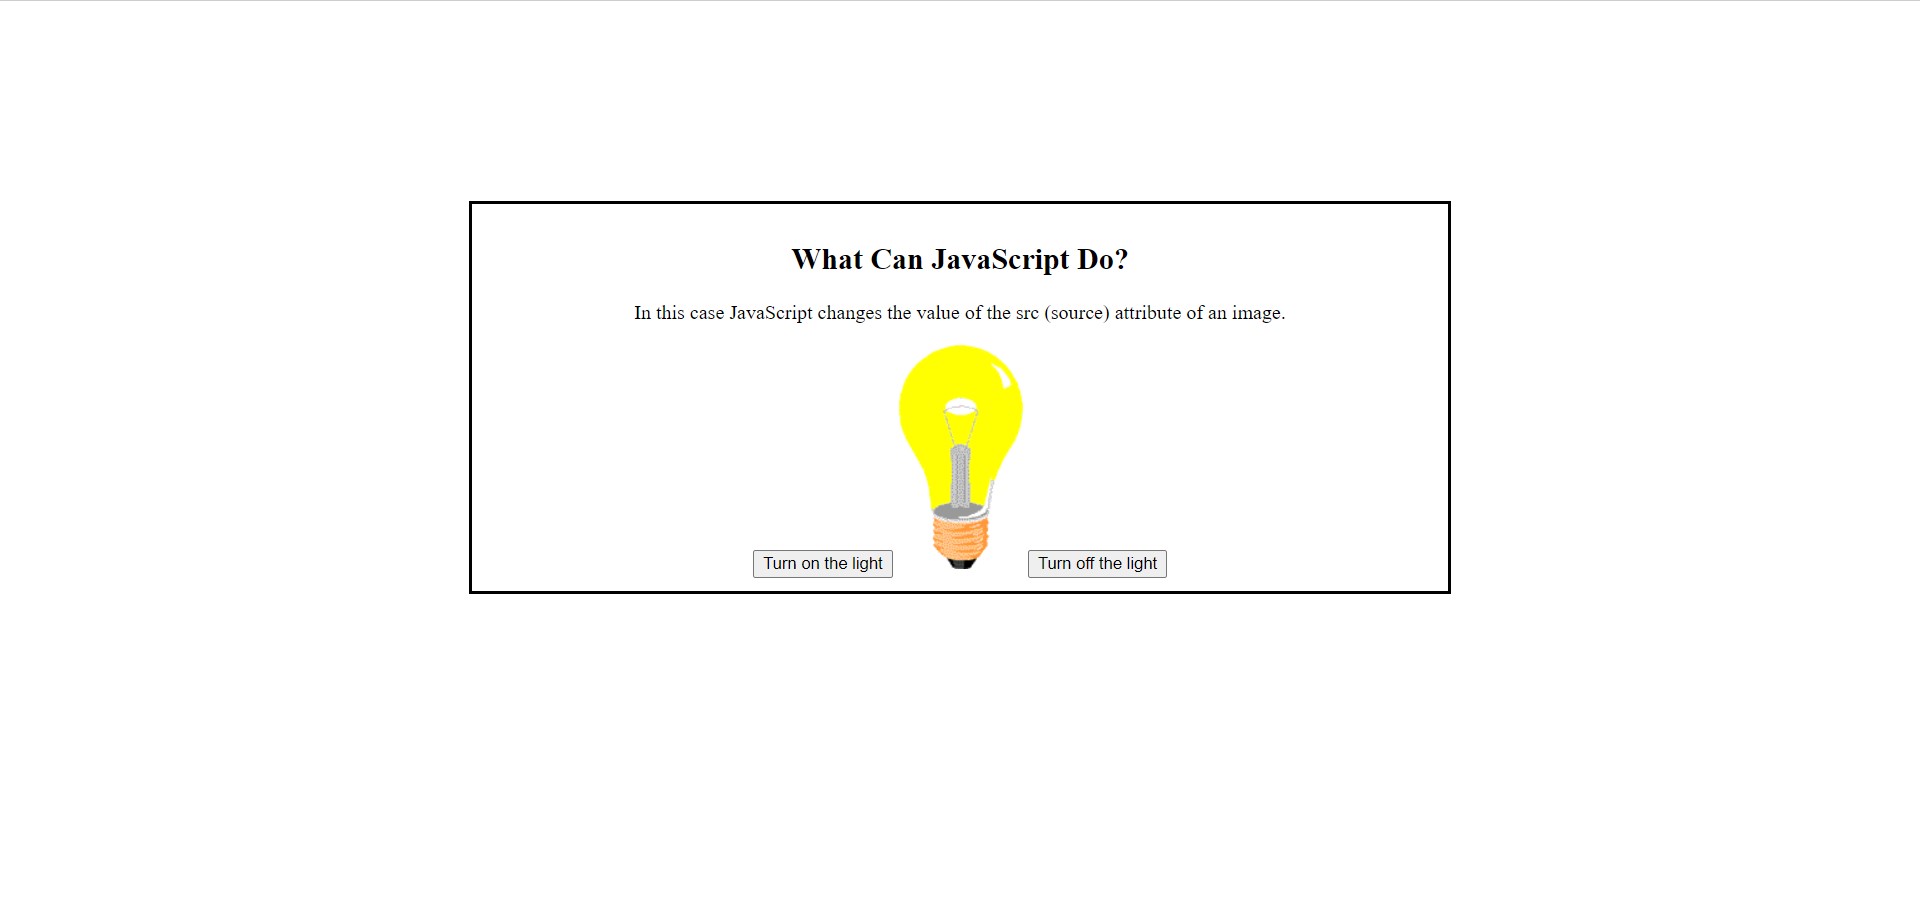 What Can JavaScript Do?
In this case JavaScript changes the value of the src (source) attribute of an image.
Turn on the light
Turn off the light